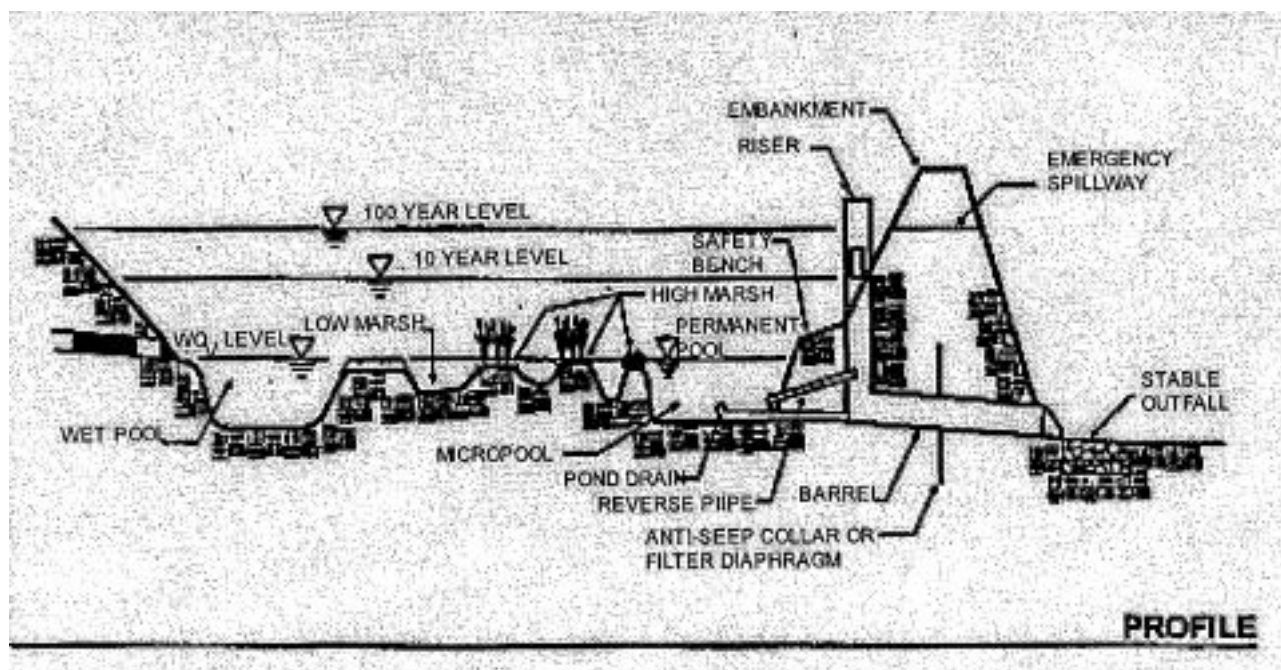 EMBANKMENT
RISER
EMERGENCY
SPILLWAY
100 YEAR LEVEL
SAFETY
BENCH
10 YEAR LEVEL
HIGH MARSH
LOW MARSH
PERMANENT
POOL
WQ, LEVEL
STABLE
OUTFALL
WET POOL
MICROPOOL
POND DRAIN
REVERSE PIIPE
BARREL
ANTI-SEEP COLLAR OR
FILTER DIAPHRAGM
PROFILE